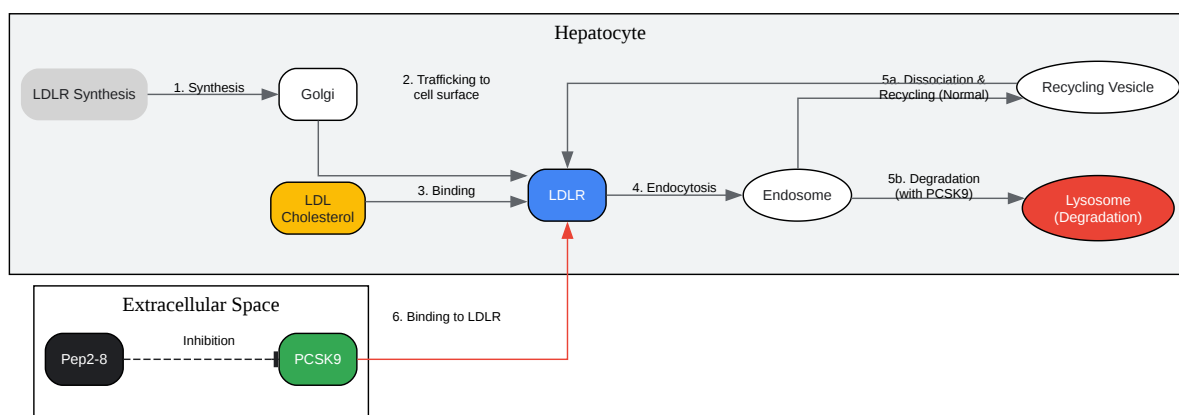 Hepatocyte
LDLR Synthesis
1. Synthesis
Golgi
2. Trafficking to
cell surface
5a. Dissociation &
Recycling (Normal)
Recycling Vesicle
LDL
Cholesterol
3. Binding
LDLR
4. Endocytosis
Endosome
5b. Degradation
(with PCSK9)
Lysosome
(Degradation)
Extracellular Space
Pep2-8
Inhibition
PCSK9
6. Binding to LDLR